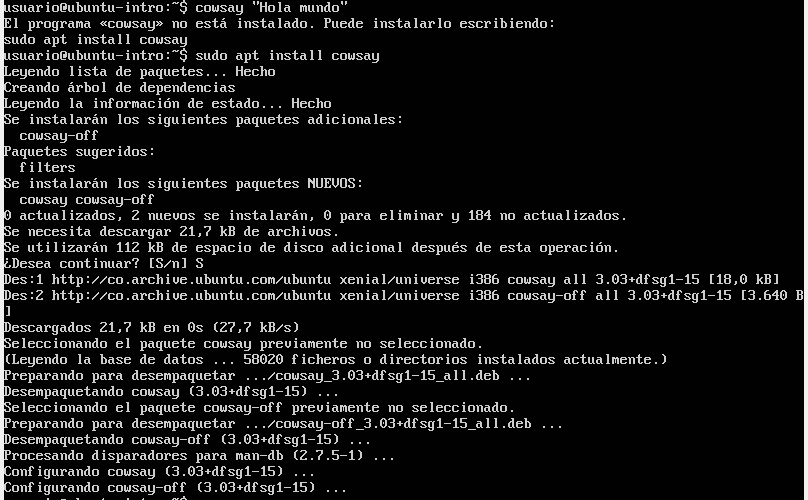 usuario@ubuntu-intro:~$ cowsay "Hola mundo"
El programa «cowsay» no está instalado. Puede instalarlo escribiendo:
sudo apt install cowsay
usuario@ubuntu-intro:~$ sudo apt install cowsay
Leyendo lista de paquetes... Hecho
Creando árbol de dependencias
Leyendo la información de estado... Hecho
Se instalarán los siguientes paquetes adicionales:
  cowsay-off
Paquetes sugeridos:
  filters
Se instalarán los siguientes paquetes NUEVOS:
  cowsay cowsay-off
0 actualizados, 2 nuevos se instalarán, 0 para eliminar y 184 no actualizados.
Se necesita descargar 21,7 kB de archivos.
Se utilizarán 112 kB de espacio de disco adicional después de esta operación.
¿Desea continuar? [S/n] S
Des:1 http://co.archive.ubuntu.com/ubuntu xenial/universe i386 cowsay all 3.03+dfsg1-15 [18,0 kB]
Des:2 http://co.archive.ubuntu.com/ubuntu xenial/universe i386 cowsay-off all 3.03+dfsg1-15 [3.640 B
]
Descargados 21,7 kB en 0s (27,7 kB/s)
Seleccionando el paquete cowsay previamente no seleccionado.
(Leyendo la base de datos ... 58020 ficheros o directorios instalados actualmente.)
Preparando para desempaquetar .../cowsay_3.03+dfsg1-15_all.deb ...
Desempaquetando cowsay (3.03+dfsg1-15) ...
Seleccionando el paquete cowsay-off previamente no seleccionado.
Preparando para desempaquetar .../cowsay-off_3.03+dfsg1-15_all.deb ...
Desempaquetando cowsay-off (3.03+dfsg1-15) ...
Procesando disparadores para man-db (2.7.5-1) ...
Configurando cowsay (3.03+dfsg1-15) ...
Configurando cowsay-off (3.03+dfsg1-15) ...
usuario@ubuntu-intro:~$